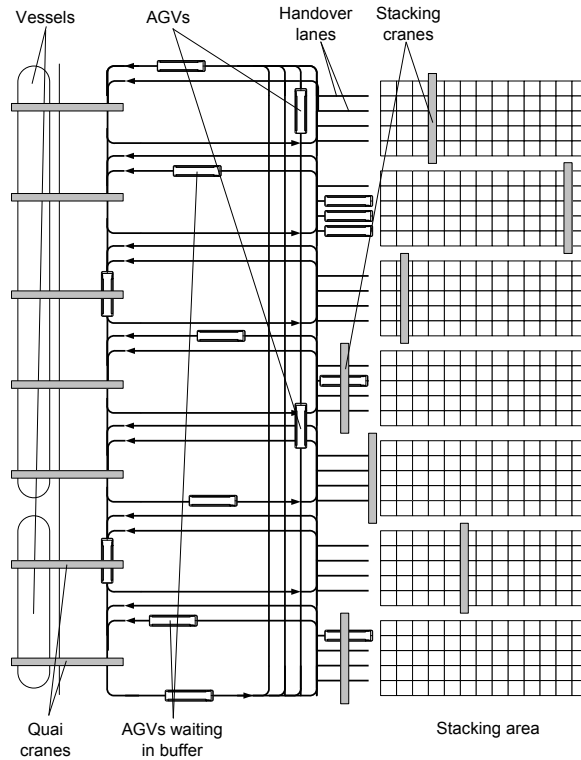 Vessels
AGVs
Handover
lanes
Stacking
cranes
Quai
cranes
AGVs waiting
in buffer
Stacking area